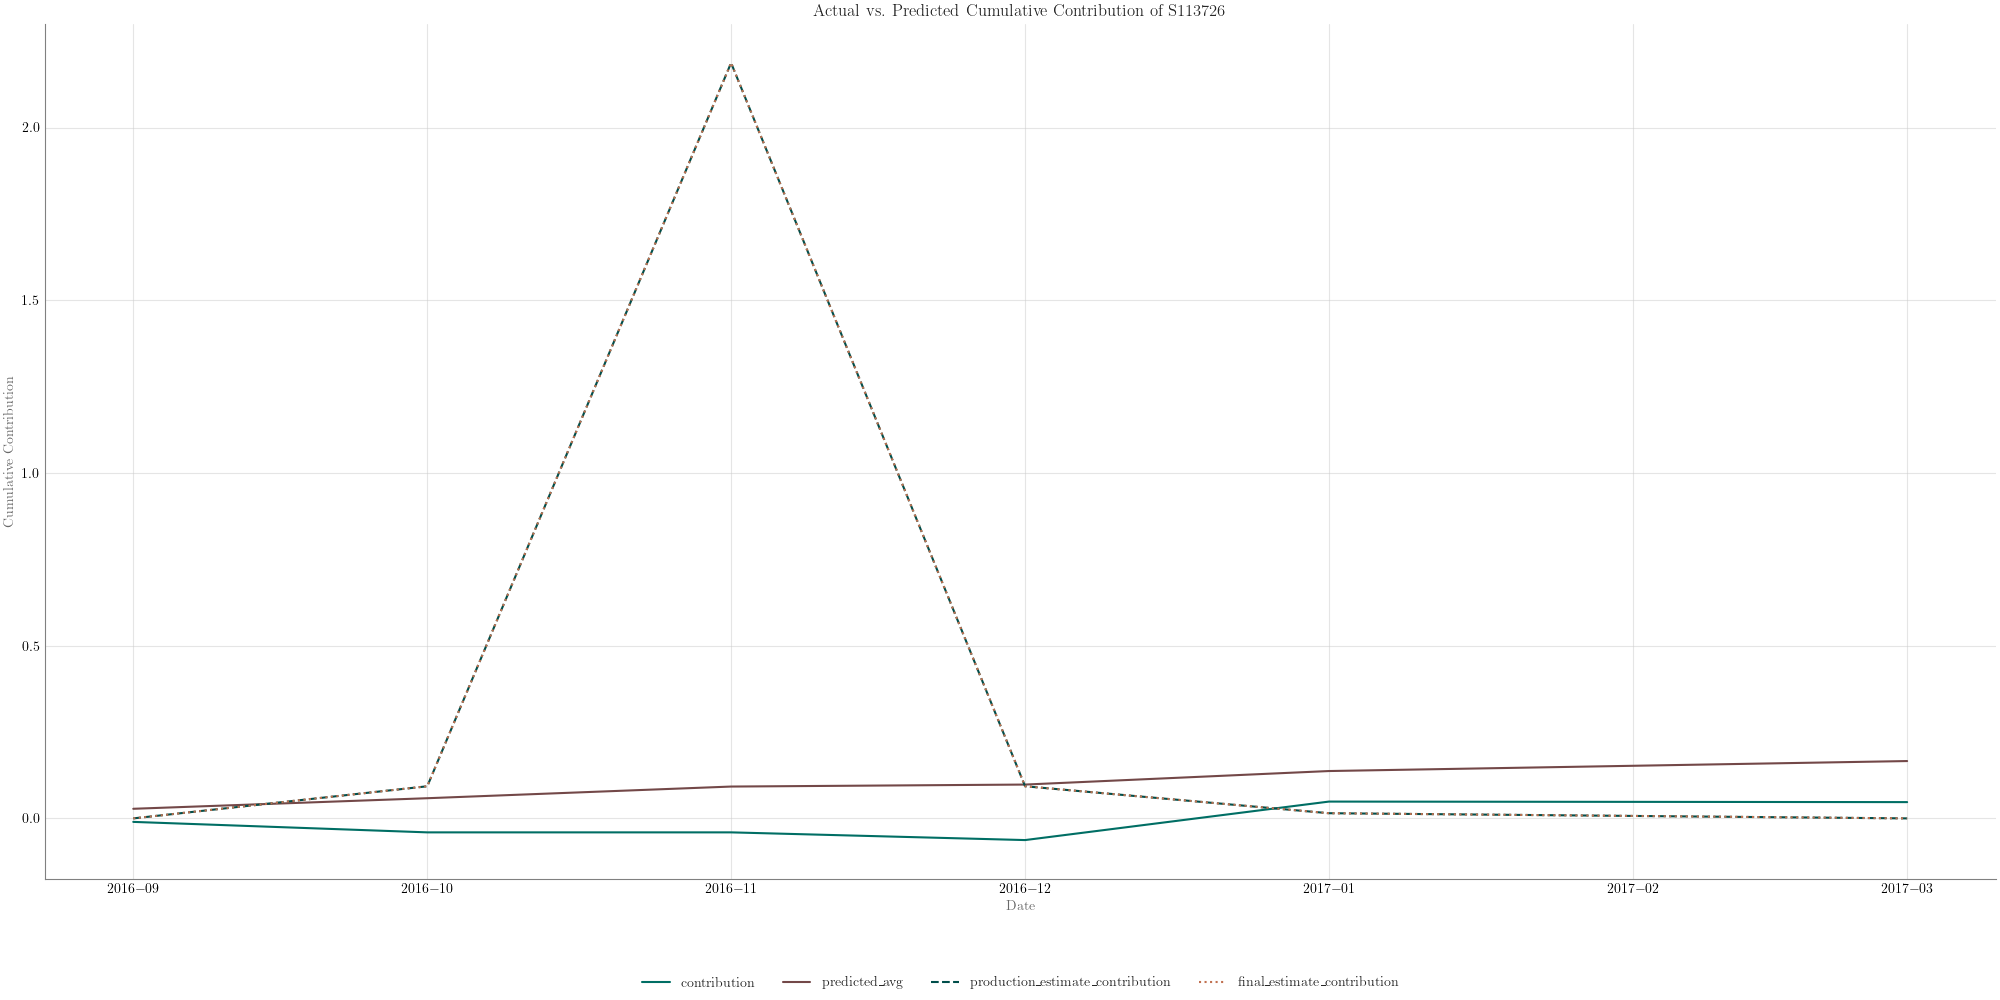 Actual vs. Predicted Cumulative Contribution of S113726
Cumulative Contribution
2.0
1.5
1.0
0.5
0.0
2016−09 2016−10 2016−11 2016−12 2017−01 2017−02 2017−03
Date
contribution predicted_avg production_estimate_contribution final_estimate_contribution